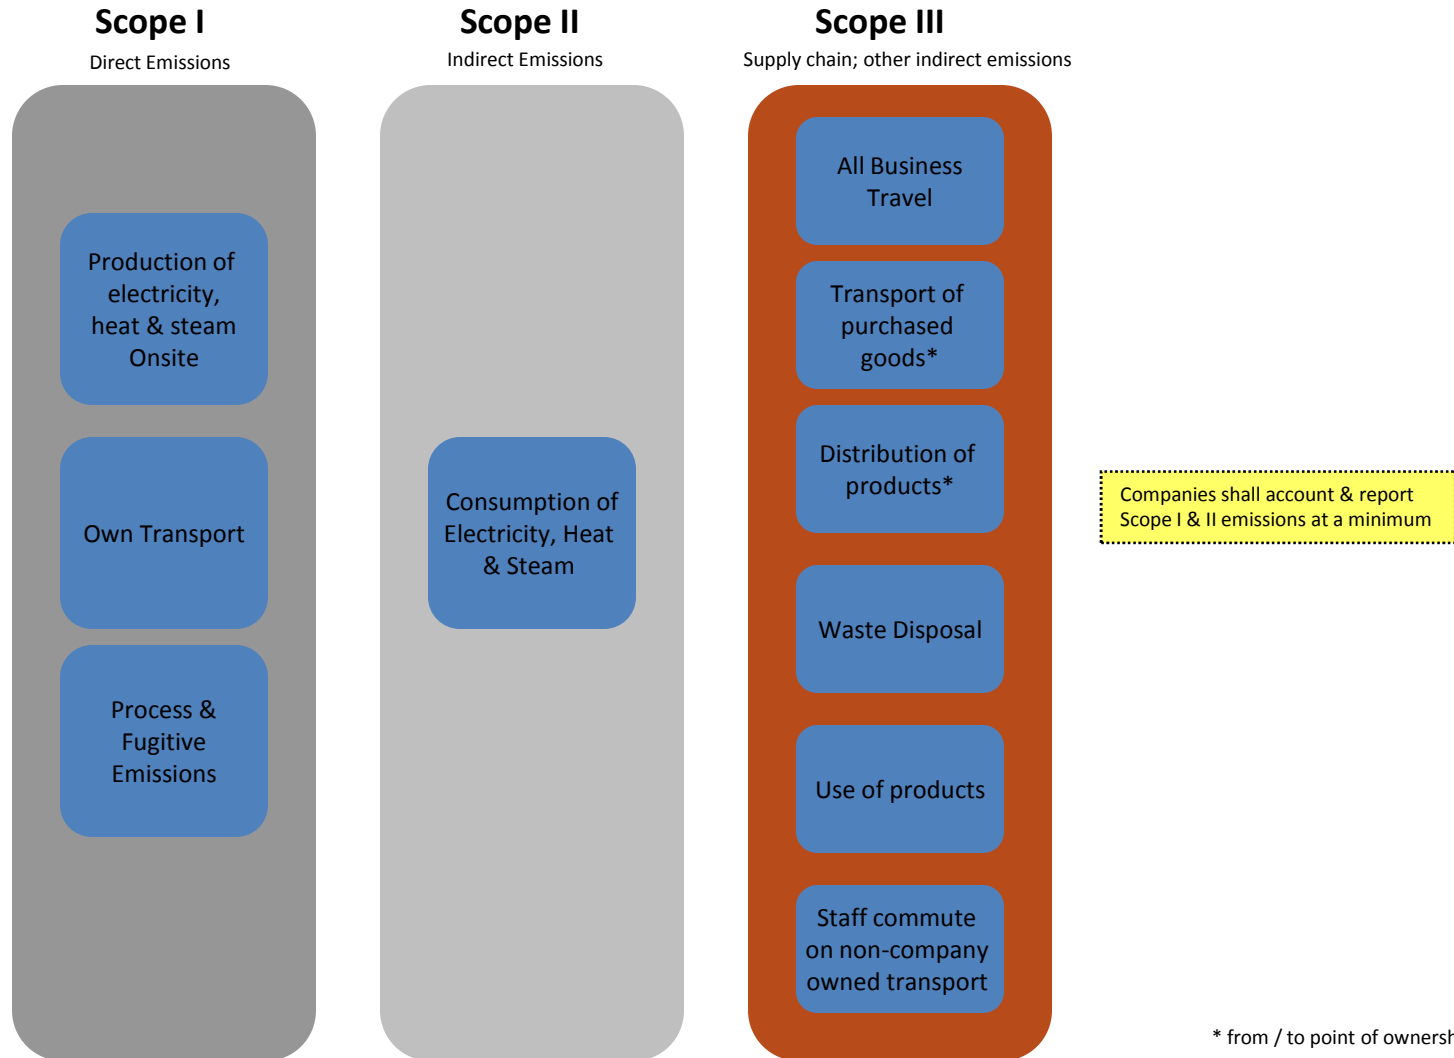 Scope I
Direct Emissions
Production of
electricity,
heat & steam
Onsite
Own Transport
Process &
Fugitive
Emissions
Scope II
Indirect Emissions
Consumption of
Electricity, Heat
& Steam
Scope III
Supply chain; other indirect emissions
All Business
Travel
Transport of
purchased
goods*
Distribution of
products*
Waste Disposal
Use of products
Staff commute
on non-company
owned transport
Companies shall account & report
Scope I & II emissions at a minimum
* from / to point of ownersh